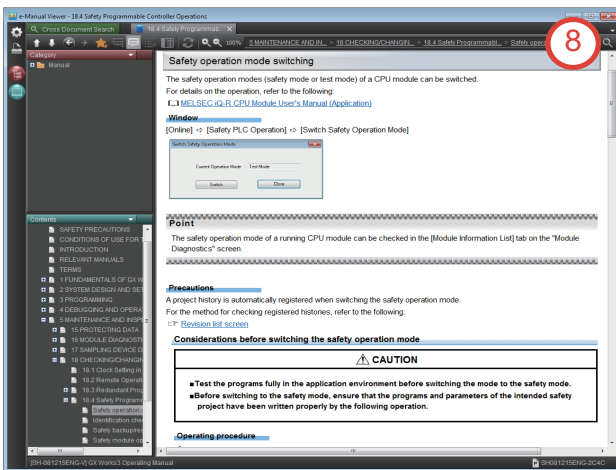 e-Manual Viewer - 18.4 Safety Programmable Controller Operations
Cross Document Search
18.4 Safety Programmab...
100%
5 MAINTENANCE AND IN... > 18 CHECKING/CHANGIN... > 18.4 Safety Programmabl... > Safety opera
8
Category
Manual
Safety operation mode switching
The safety operation modes (safety mode or test mode) of a CPU module can be switched.
For details on the operation, refer to the following:
MELSEC iQ-R CPU Module User's Manual (Application)
Window
[Online] ⇨ [Safety PLC Operation] ⇨ [Switch Safety Operation Mode]
Switch Safety Operation Mode
Current Operation Mode Test Mode
Switch Close
Contents
SAFETY PRECAUTIONS
CONDITIONS OF USE FOR T
INTRODUCTION
RELEVANT MANUALS
TERMS
1 FUNDAMENTALS OF GX W
2 SYSTEM DESIGN AND SET
3 PROGRAMMING
4 DEBUGGING AND OPERA
5 MAINTENANCE AND INSPE
15 PROTECTING DATA
16 MODULE DIAGNOSTI
17 SAMPLING DEVICE D
18 CHECKING/CHANGIN
18.1 Clock Setting in
18.2 Remote Operati
18.3 Redundant Prog
18.4 Safety Programm
Safety operation
Identification che
Safety backup/res
Safety module op
Point
The safety operation mode of a running CPU module can be checked in the [Module Information List] tab on the "Module
Diagnostics" screen.
Precautions
A project history is automatically registered when switching the safety operation mode.
For the method for checking registered histories, refer to the following:
☞ Revision list screen
Considerations before switching the safety operation mode
⚠ CAUTION
■Test the programs fully in the application environment before switching the mode to the safety mode.
■Before switching to the safety mode, ensure that the programs and parameters of the intended safety
project have been written properly by the following operation.
Operating procedure
[SH-081215ENG-V] GX Works3 Operating Manual
SH081215ENG-2C4C